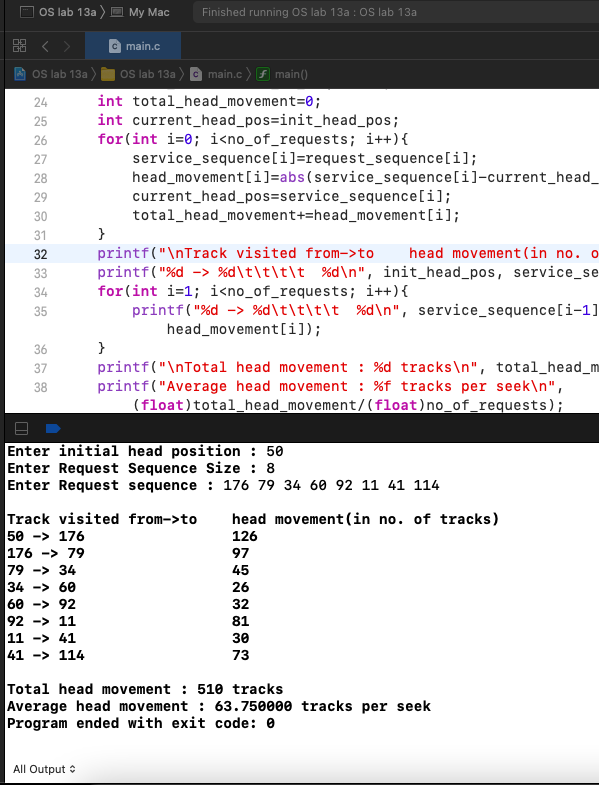 OS lab 13a 〉 My Mac Finished running OS lab 13a : OS lab 13a
main.c
OS lab 13a 〉 OS lab 13a 〉 main.c 〉 main()
24 int total_head_movement=0;
25 int current_head_pos=init_head_pos;
26 for(int i=0; i<no_of_requests; i++){
27 service_sequence[i]=request_sequence[i];
28 head_movement[i]=abs(service_sequence[i]-current_head_
29 current_head_pos=service_sequence[i];
30 total_head_movement+=head_movement[i];
31 }
32 printf("\nTrack visited from->to    head movement(in no. o
33 printf("%d -> %d\t\t\t\t  %d\n", init_head_pos, service_se
34 for(int i=1; i<no_of_requests; i++){
35 printf("%d -> %d\t\t\t\t  %d\n", service_sequence[i-1]
head_movement[i]);
36 }
37 printf("\nTotal head movement : %d tracks\n", total_head_m
38 printf("Average head movement : %f tracks per seek\n",
(float)total_head_movement/(float)no_of_requests);
Enter initial head position : 50
Enter Request Sequence Size : 8
Enter Request sequence : 176 79 34 60 92 11 41 114
Track visited from->to    head movement(in no. of tracks)
50 -> 176 126
176 -> 79 97
79 -> 34 45
34 -> 60 26
60 -> 92 32
92 -> 11 81
11 -> 41 30
41 -> 114 73
Total head movement : 510 tracks
Average head movement : 63.750000 tracks per seek
Program ended with exit code: 0
All Output